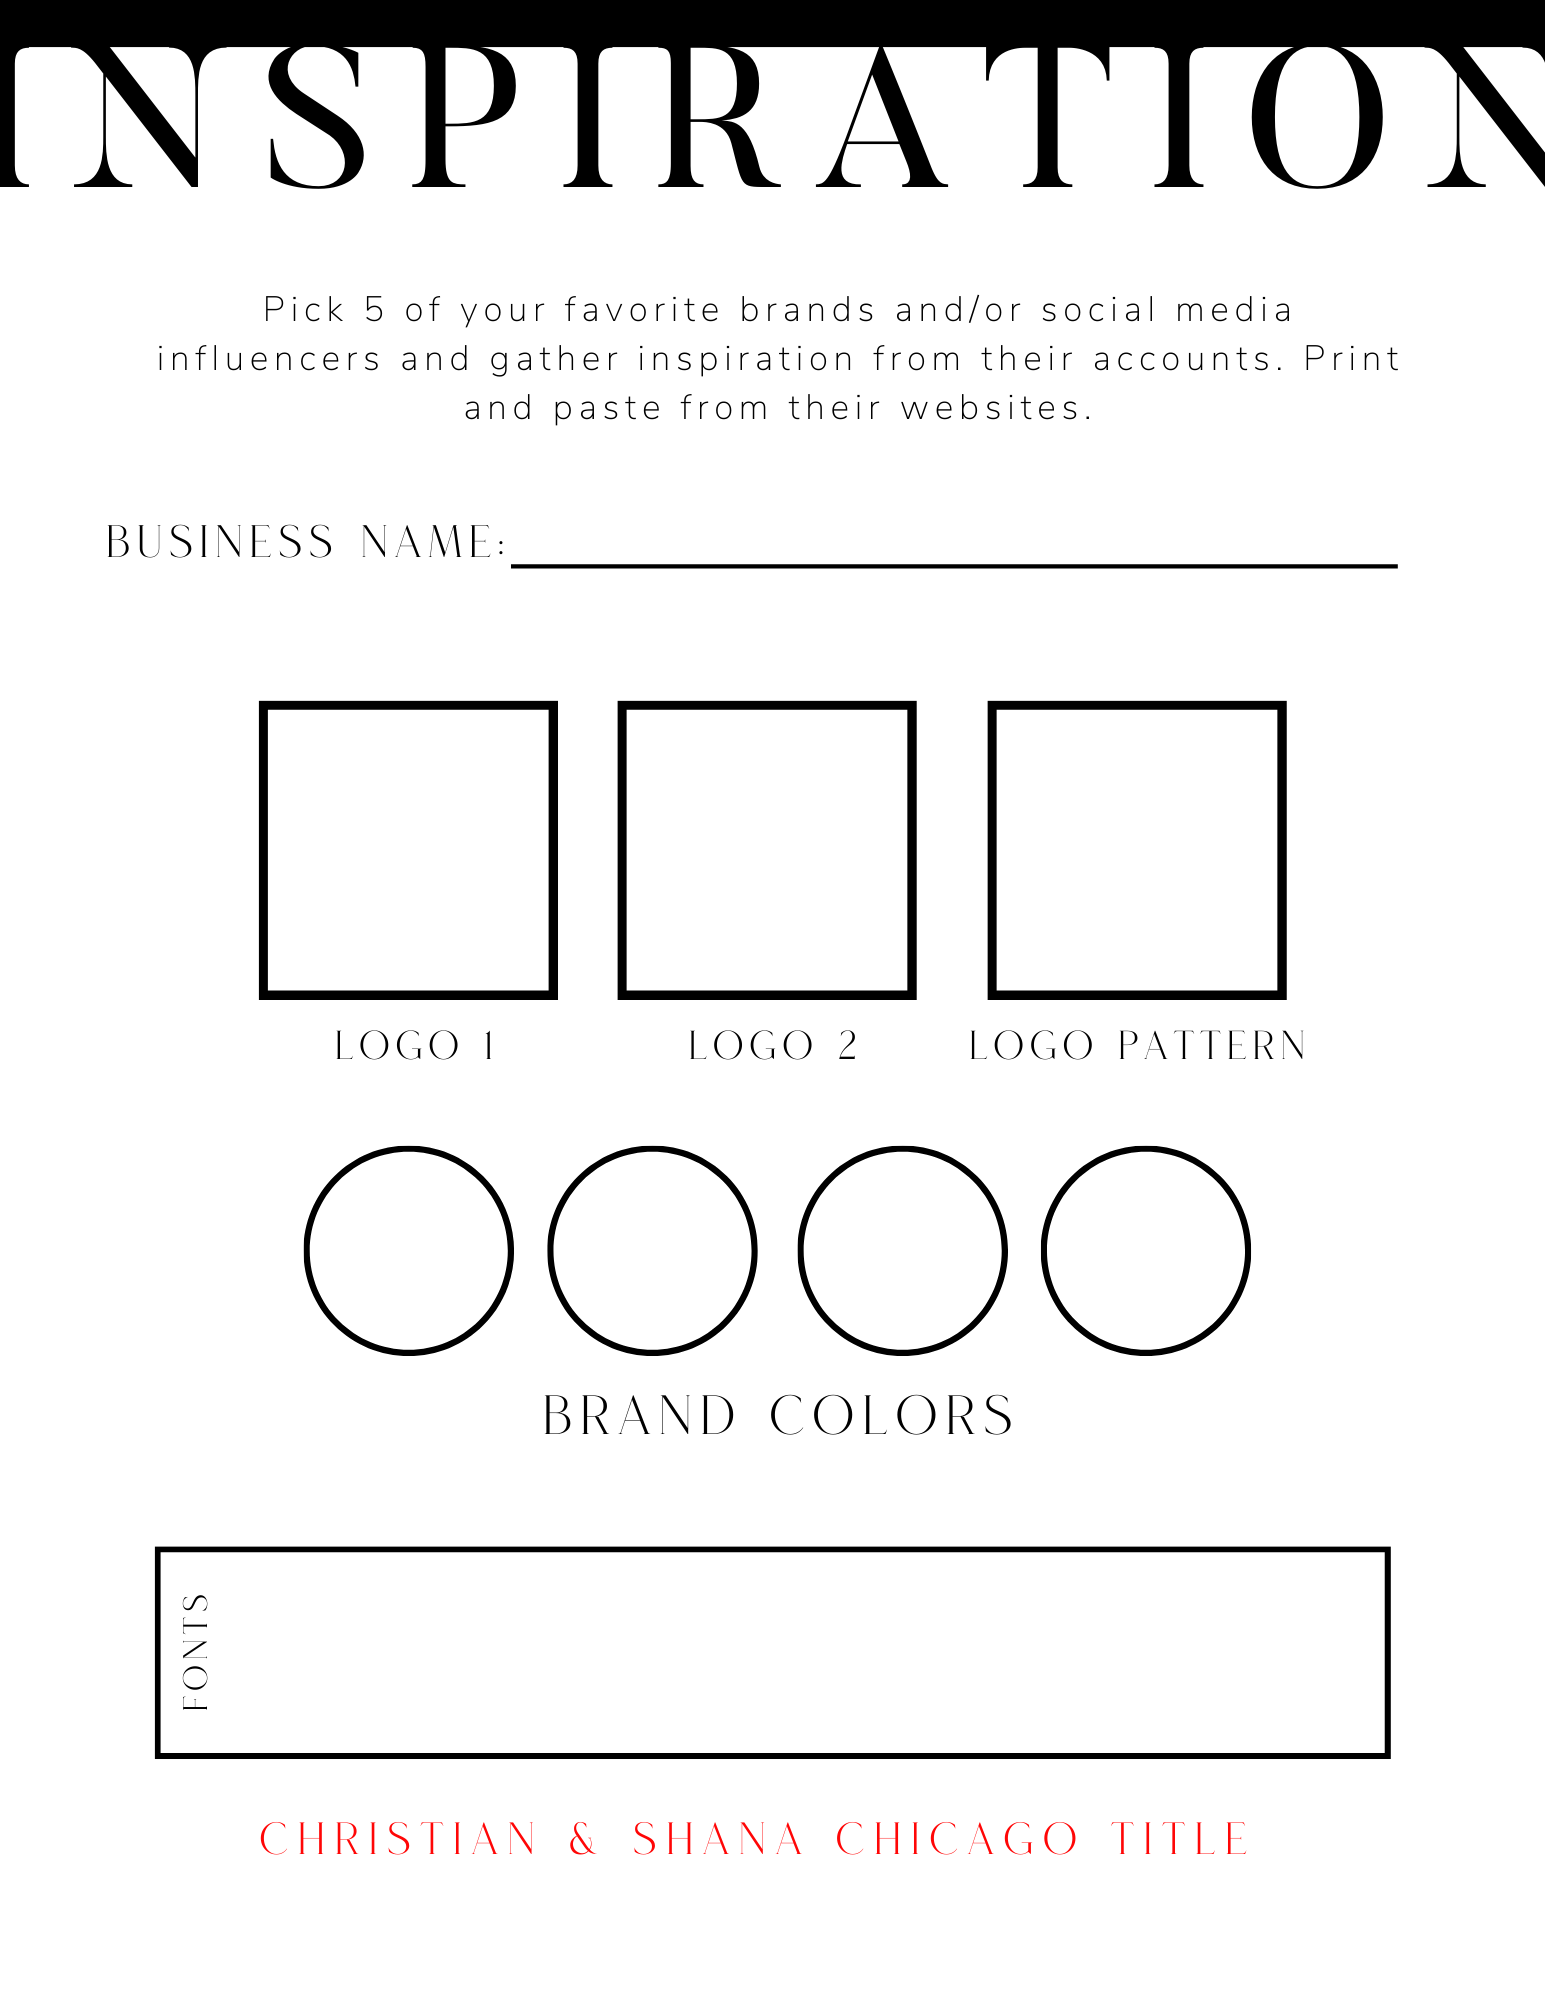 INSPIRATION
Pick 5 of your favorite brands and/or social media
influencers and gather inspiration from their accounts. Print
and paste from their websites.
BUSINESS NAME:
LOGO 1 LOGO 2 LOGO PATTERN
BRAND COLORS
FONTS
CHRISTIAN & SHANA CHICAGO TITLE